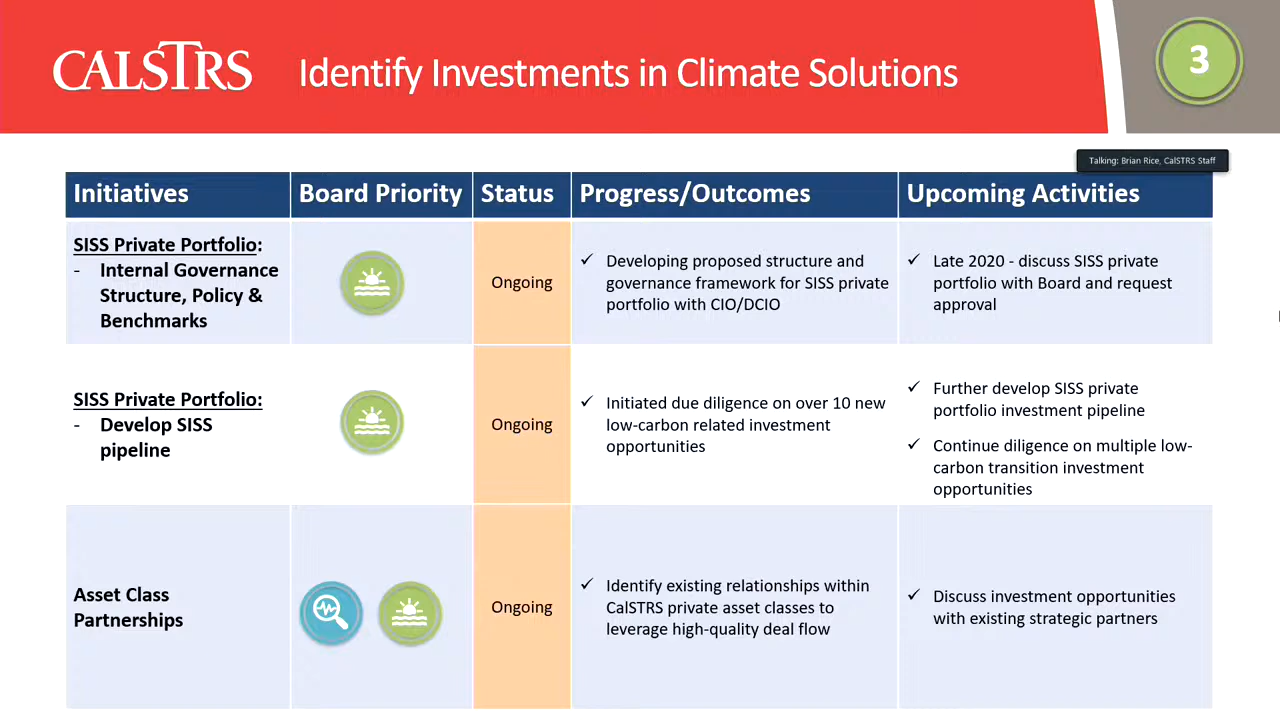 CALSTRS
Identify Investments in Climate Solutions
3
Talking: Brian Rice, CalSTRS Staff
Initiatives
Board Priority
Status
Progress/Outcomes
Upcoming Activities
SISS Private Portfolio:
- Internal Governance
Structure, Policy &
Benchmarks
Ongoing
✓ Developing proposed structure and
governance framework for SISS private
portfolio with CIO/DCIO
✓ Late 2020 - discuss SISS private
portfolio with Board and request
approval
SISS Private Portfolio:
- Develop SISS
pipeline
Ongoing
✓ Initiated due diligence on over 10 new
low-carbon related investment
opportunities
✓ Further develop SISS private
portfolio investment pipeline
✓ Continue diligence on multiple low-
carbon transition investment
opportunities
Asset Class
Partnerships
Ongoing
✓ Identify existing relationships within
CalSTRS private asset classes to
leverage high-quality deal flow
✓ Discuss investment opportunities
with existing strategic partners